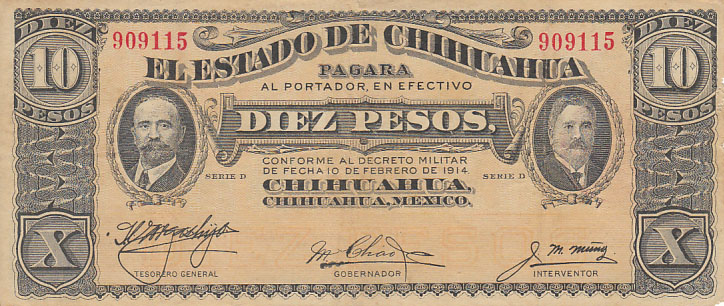 DIEZ
10
PESOS
909115
EL ESTADO DE CHIHUAHUA
909115
DIEZ
10
PESOS
PAGARA
AL PORTADOR, EN EFECTIVO
DIEZ PESOS,
CONFORME AL DECRETO MILITAR
DE FECHA 10 DE FEBRERO DE 1914
SERIE D
SERIE D
CHIHUAHUA,
CHIHUAHUA, MEXICO.
X
X
J. M. Muñz
TESORERO GENERAL
GOBERNADOR
INTERVENTOR